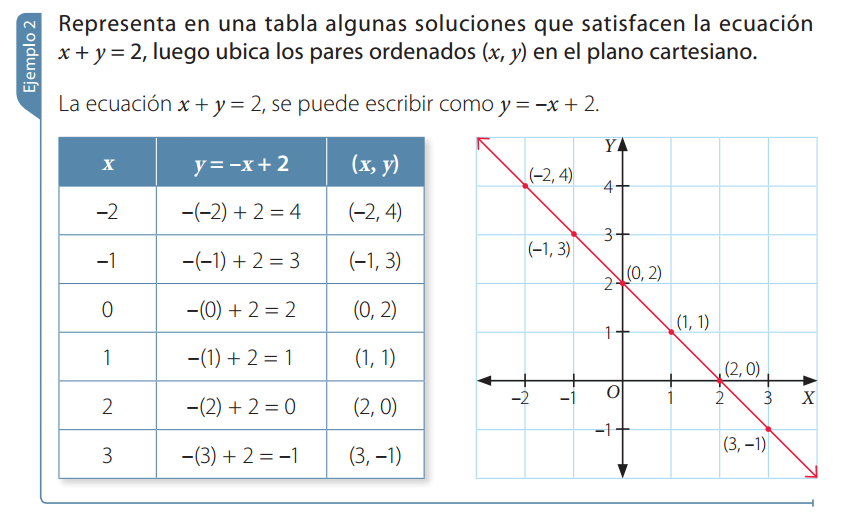 Ejemplo 2
Representa en una tabla algunas soluciones que satisfacen la ecuación
x + y = 2, luego ubica los pares ordenados (x, y) en el plano cartesiano.
La ecuación x + y = 2, se puede escribir como y = –x + 2.
x y = –x + 2 (x, y)
–2 –(–2) + 2 = 4 (–2, 4)
–1 –(–1) + 2 = 3 (–1, 3)
0 –(0) + 2 = 2 (0, 2)
1 –(1) + 2 = 1 (1, 1)
2 –(2) + 2 = 0 (2, 0)
3 –(3) + 2 = –1 (3, –1)
Y
(–2, 4)
4
3
(–1, 3)
(0, 2)
2
(1, 1)
1
(2, 0)
–2 –1 O 1 2 3 X
–1
(3, –1)